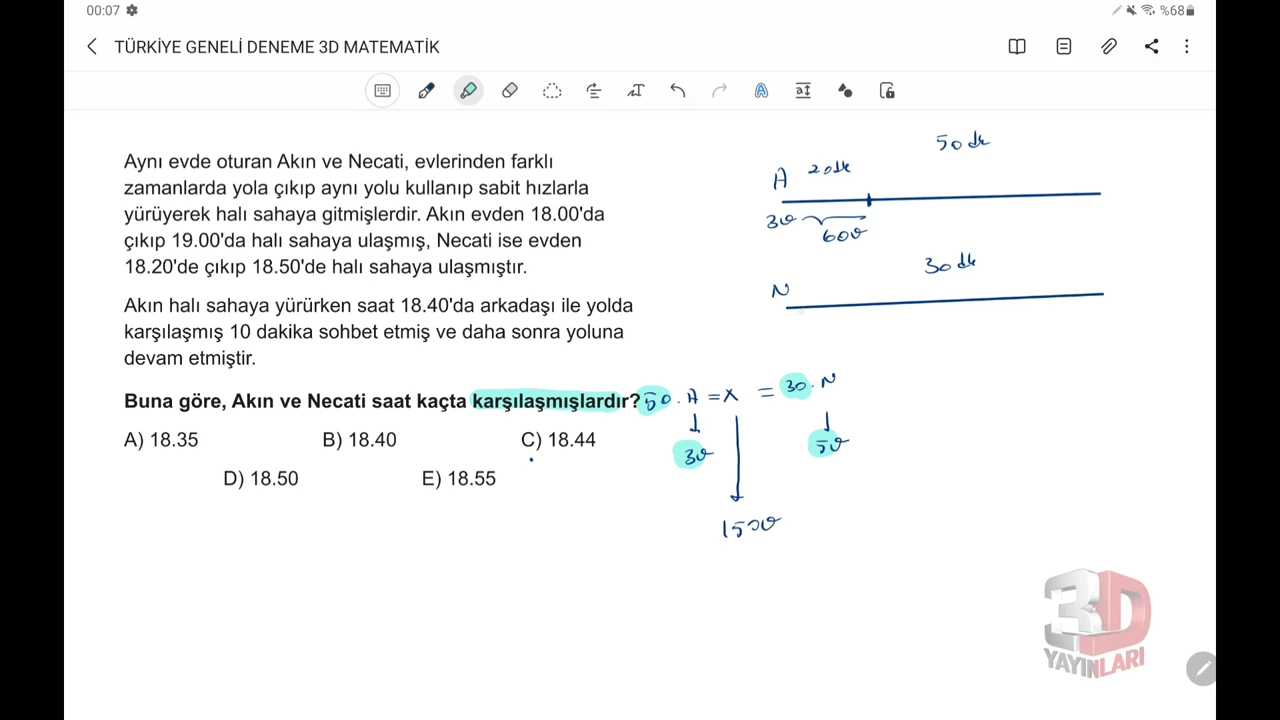 00:07
%68
TÜRKİYE GENELİ DENEME 3D MATEMATİK
Aynı evde oturan Akın ve Necati, evlerinden farklı
zamanlarda yola çıkıp aynı yolu kullanıp sabit hızlarla
yürüyerek halı sahaya gitmişlerdir. Akın evden 18.00'da
çıkıp 19.00'da halı sahaya ulaşmış, Necati ise evden
18.20'de çıkıp 18.50'de halı sahaya ulaşmıştır.
Akın halı sahaya yürürken saat 18.40'da arkadaşı ile yolda
karşılaşmış 10 dakika sohbet etmiş ve daha sonra yoluna
devam etmiştir.
Buna göre, Akın ve Necati saat kaçta karşılaşmışlardır?
A) 18.35 B) 18.40 C) 18.44
D) 18.50 E) 18.55
50 dk
A 20dk
3v
60v
30 dk
N
50 . A = X = 30 . N
3v 5v
150v
3D
YAYINLARI